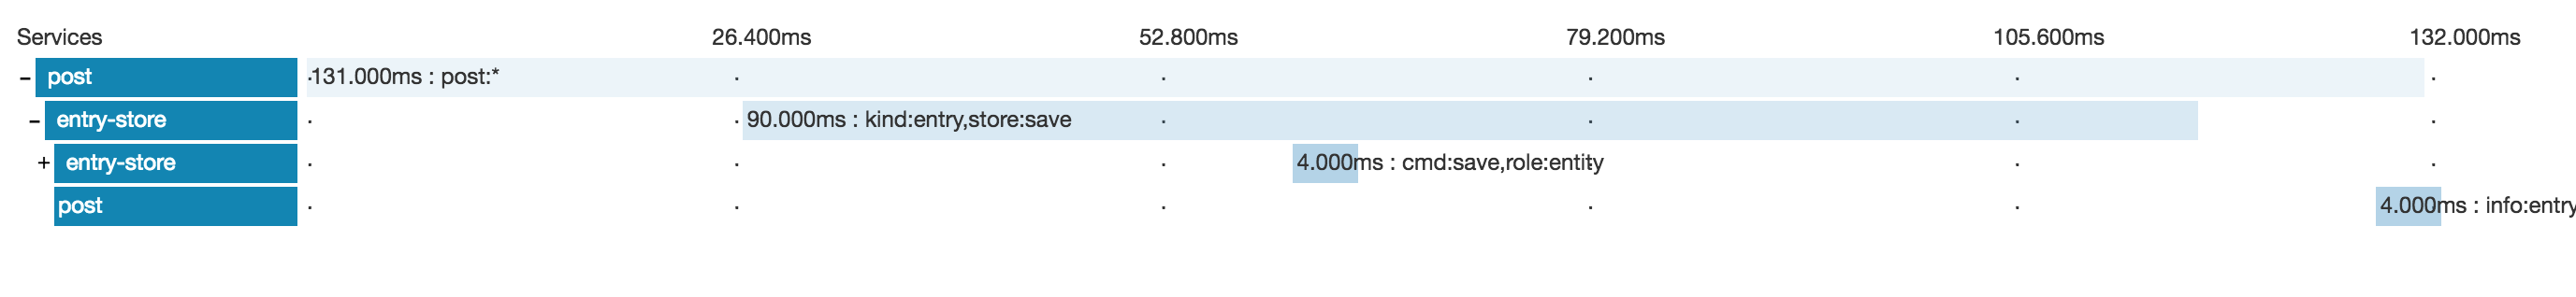 Services 26.400ms 52.800ms 79.200ms 105.600ms 132.000ms
- post 131.000ms : post:*
- entry-store 90.000ms : kind:entry,store:save
+ entry-store 4.000ms : cmd:save,role:entity
post 4.000ms : info:entry